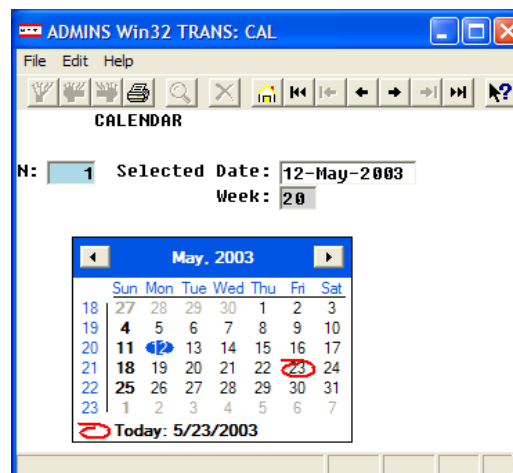 ADMINS Win32 TRANS: CAL
File Edit Help
CALENDAR
N: 1 Selected Date: 12-May-2003
Week: 20
May, 2003
Sun Mon Tue Wed Thu Fri Sat
18 27 28 29 30 1 2 3
19 4 5 6 7 8 9 10
20 11 12 13 14 15 16 17
21 18 19 20 21 22 23 24
22 25 26 27 28 29 30 31
23 1 2 3 4 5 6 7
Today: 5/23/2003